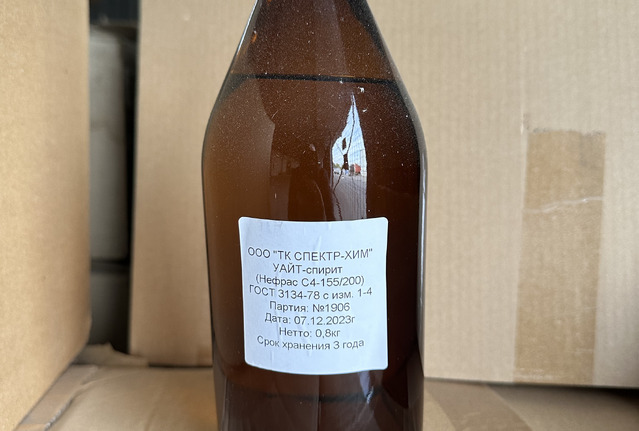 ООО "ТК СПЕКТР-ХИМ"
УАЙТ-спирит
(Нефрас С4-155/200)
ГОСТ 3134-78 с изм. 1-4
Партия: №1906
Дата: 07.12.2023г
Нетто: 0,8кг
Срок хранения 3 года